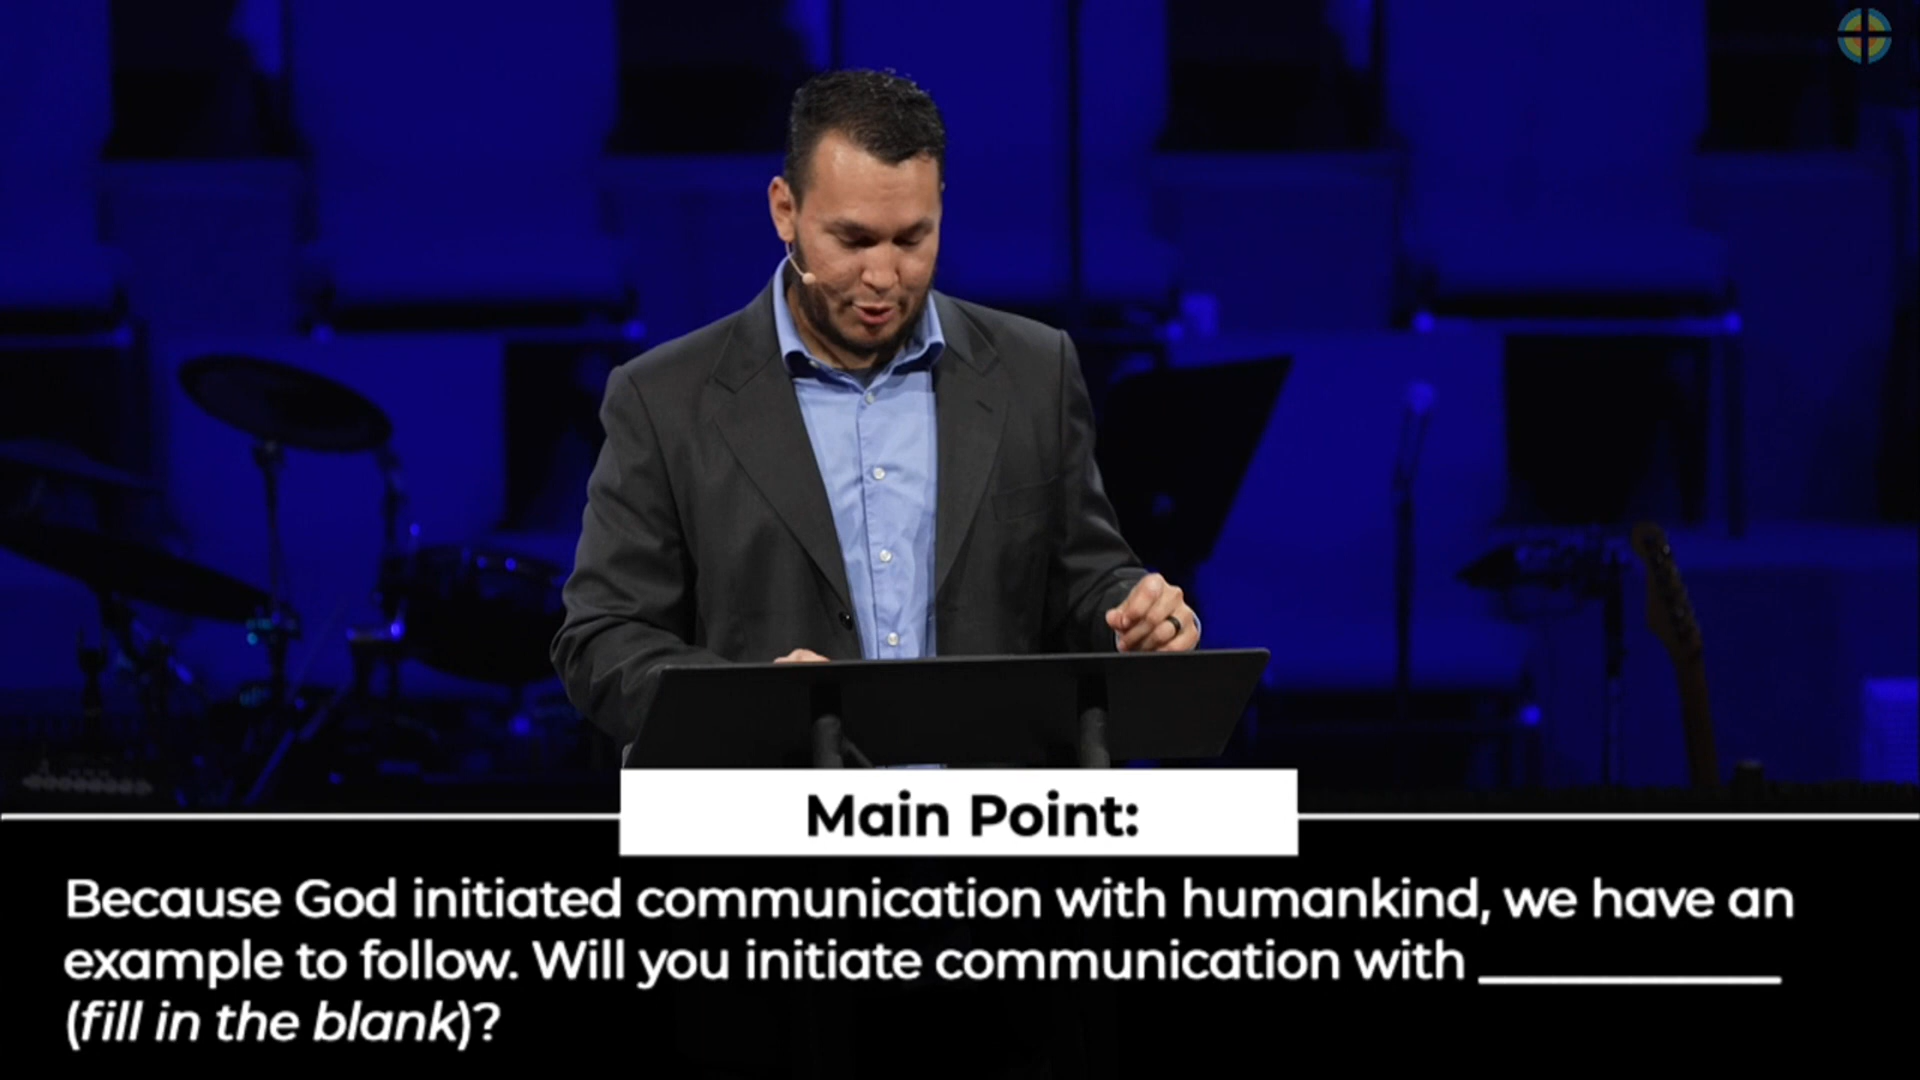 Main Point:
Because God initiated communication with humankind, we have an
example to follow. Will you initiate communication with __________
(fill in the blank)?